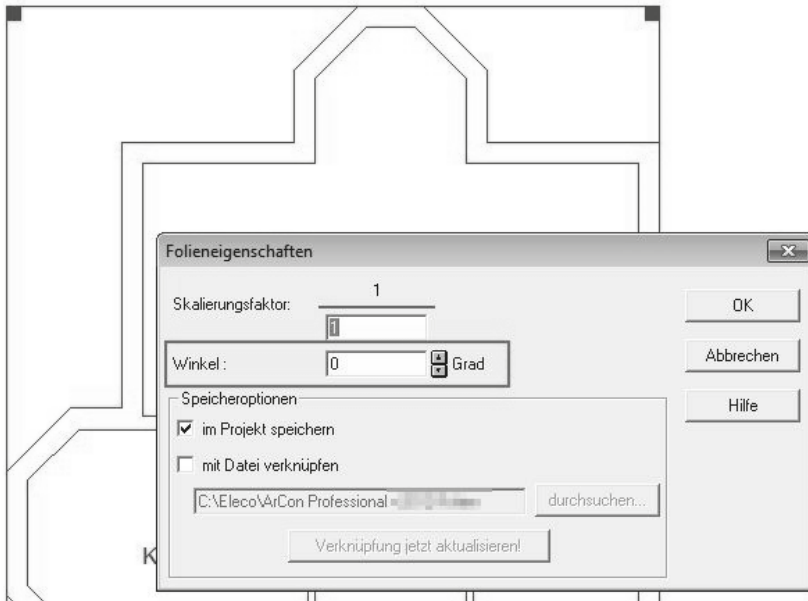 Folieneigenschaften
Skalierungsfaktor:
1
1
Winkel :
0
Grad
Speicheroptionen
im Projekt speichern
mit Datei verknüpfen
C:\Eleco\ArCon Professional
durchsuchen...
Verknüpfung jetzt aktualisieren!
OK
Abbrechen
Hilfe
K